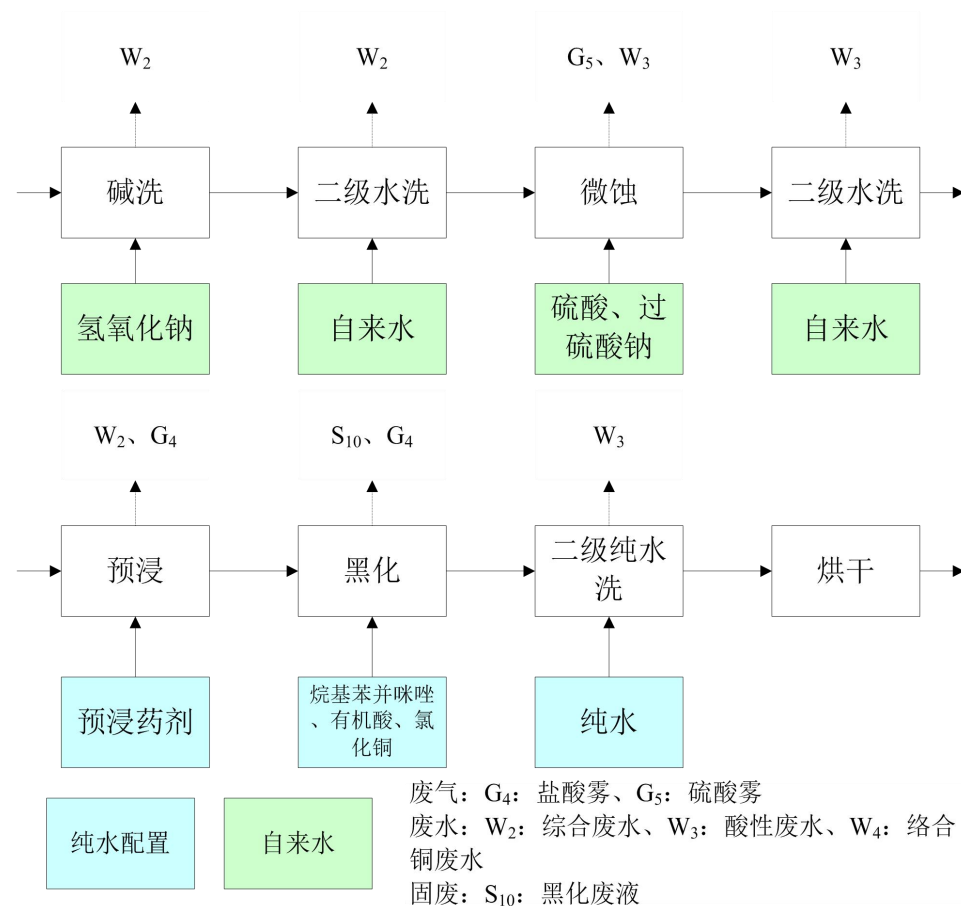 W₂
W₂
G₅、W₃
W₃
碱洗
二级水洗
微蚀
二级水洗
氢氧化钠
自来水
硫酸、过
硫酸钠
自来水
W₂、G₄
S₁₀、G₄
W₃
预浸
黑化
二级纯水
洗
烘干
预浸药剂
烷基苯并咪唑
、有机酸、氯
化铜
纯水
纯水配置
自来水
废气：G₄：盐酸雾、G₅：硫酸雾
废水：W₂：综合废水、W₃：酸性废水、W₄：络合
铜废水
固废：S₁₀：黑化废液